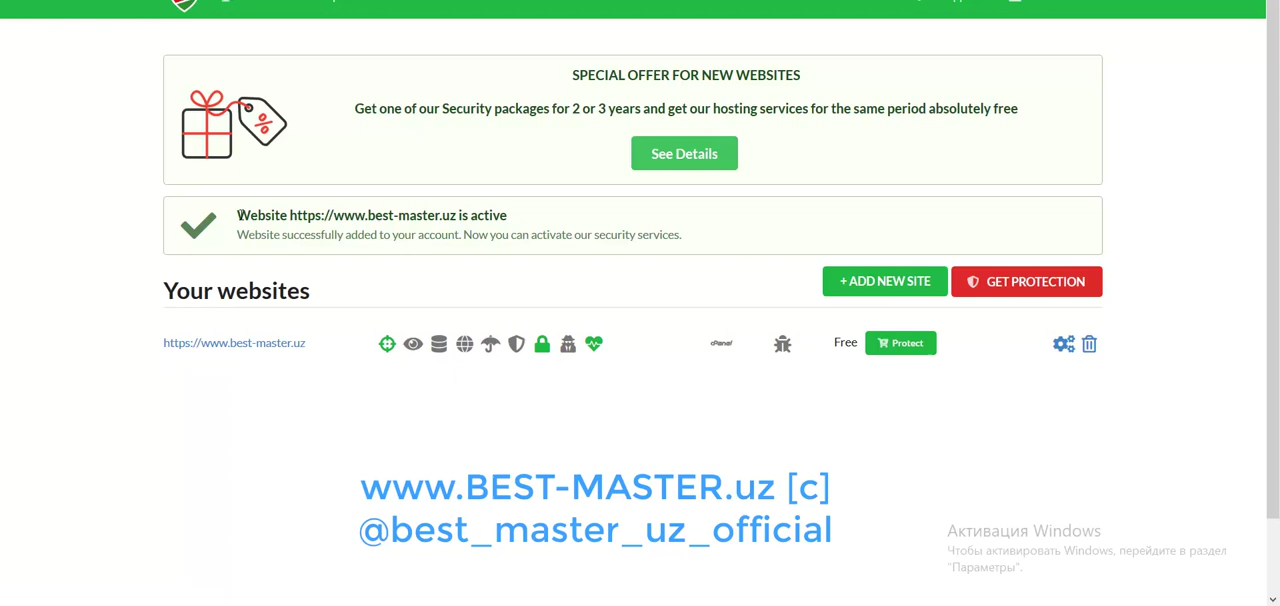 SPECIAL OFFER FOR NEW WEBSITES
Get one of our Security packages for 2 or 3 years and get our hosting services for the same period absolutely free
See Details
Website https://www.best-master.uz is active
Website successfully added to your account. Now you can activate our security services.
Your websites
+ ADD NEW SITE
GET PROTECTION
https://www.best-master.uz
cPanel
Free
Protect
www.BEST-MASTER.uz [c]
@best_master_uz_official
Активация Windows
Чтобы активировать Windows, перейдите в раздел
"Параметры".